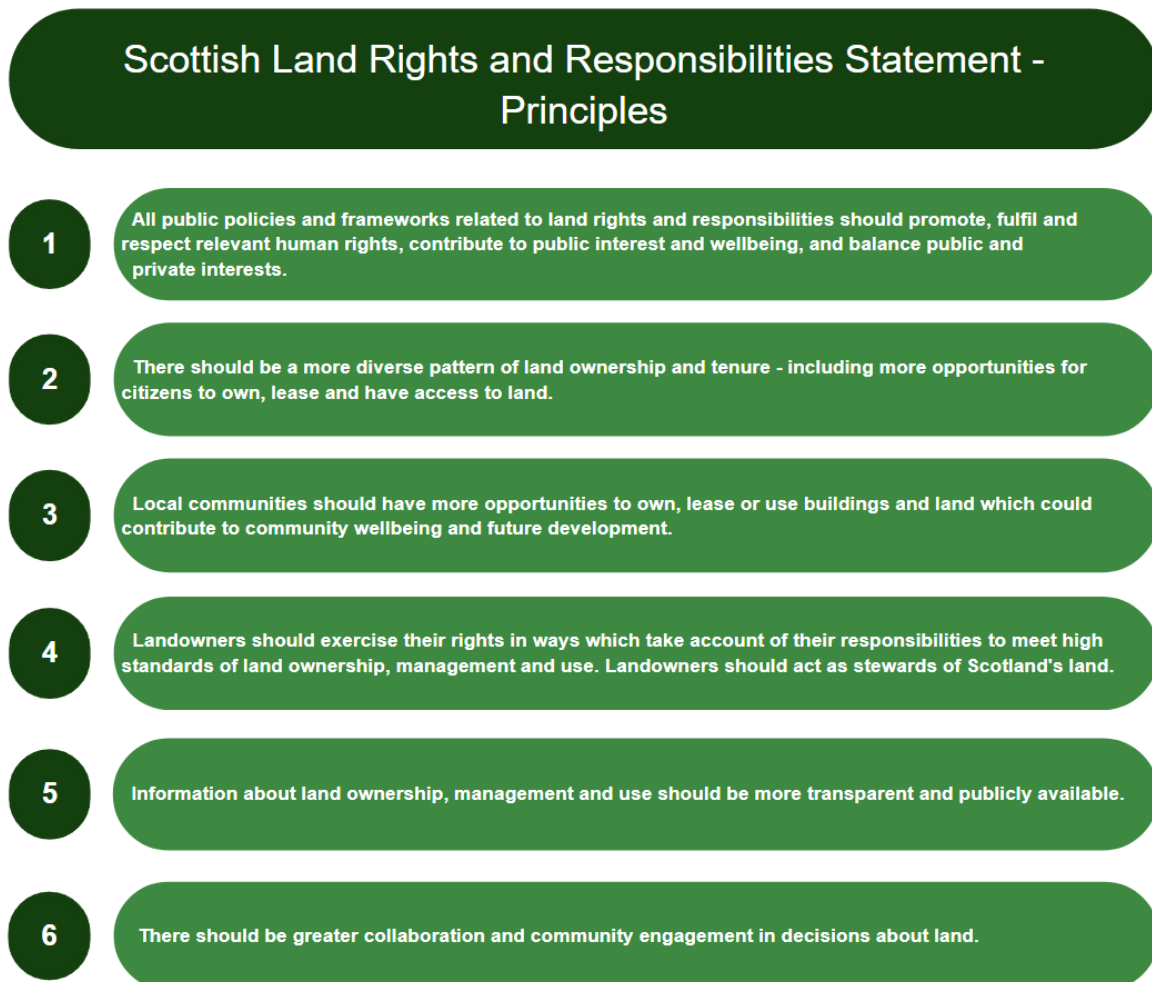 Scottish Land Rights and Responsibilities Statement -
Principles
1
All public policies and frameworks related to land rights and responsibilities should promote, fulfil and
respect relevant human rights, contribute to public interest and wellbeing, and balance public and
private interests.
2
There should be a more diverse pattern of land ownership and tenure - including more opportunities for
citizens to own, lease and have access to land.
3
Local communities should have more opportunities to own, lease or use buildings and land which could
contribute to community wellbeing and future development.
4
Landowners should exercise their rights in ways which take account of their responsibilities to meet high
standards of land ownership, management and use. Landowners should act as stewards of Scotland's land.
5
Information about land ownership, management and use should be more transparent and publicly available.
6
There should be greater collaboration and community engagement in decisions about land.